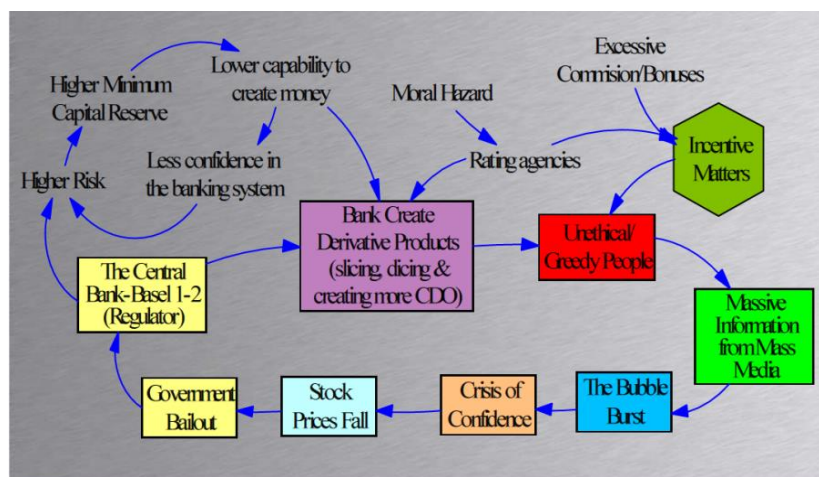 Excessive
Commision/Bonuses
Lower capability to
create money
Higher Minimum
Capital Reserve
Moral Hazard
Incentive
Matters
Less confidence in
the banking system
Rating agencies
Higher Risk
Bank Create
Derivative Products
(slicing, dicing &
creating more CDO)
Unethical/
Greedy People
The Central
Bank-Basel 1-2
(Regulator)
Massive
Information
from Mass
Media
Government
Bailout
Stock
Prices Fall
Crisis of
Confidence
The Bubble
Burst